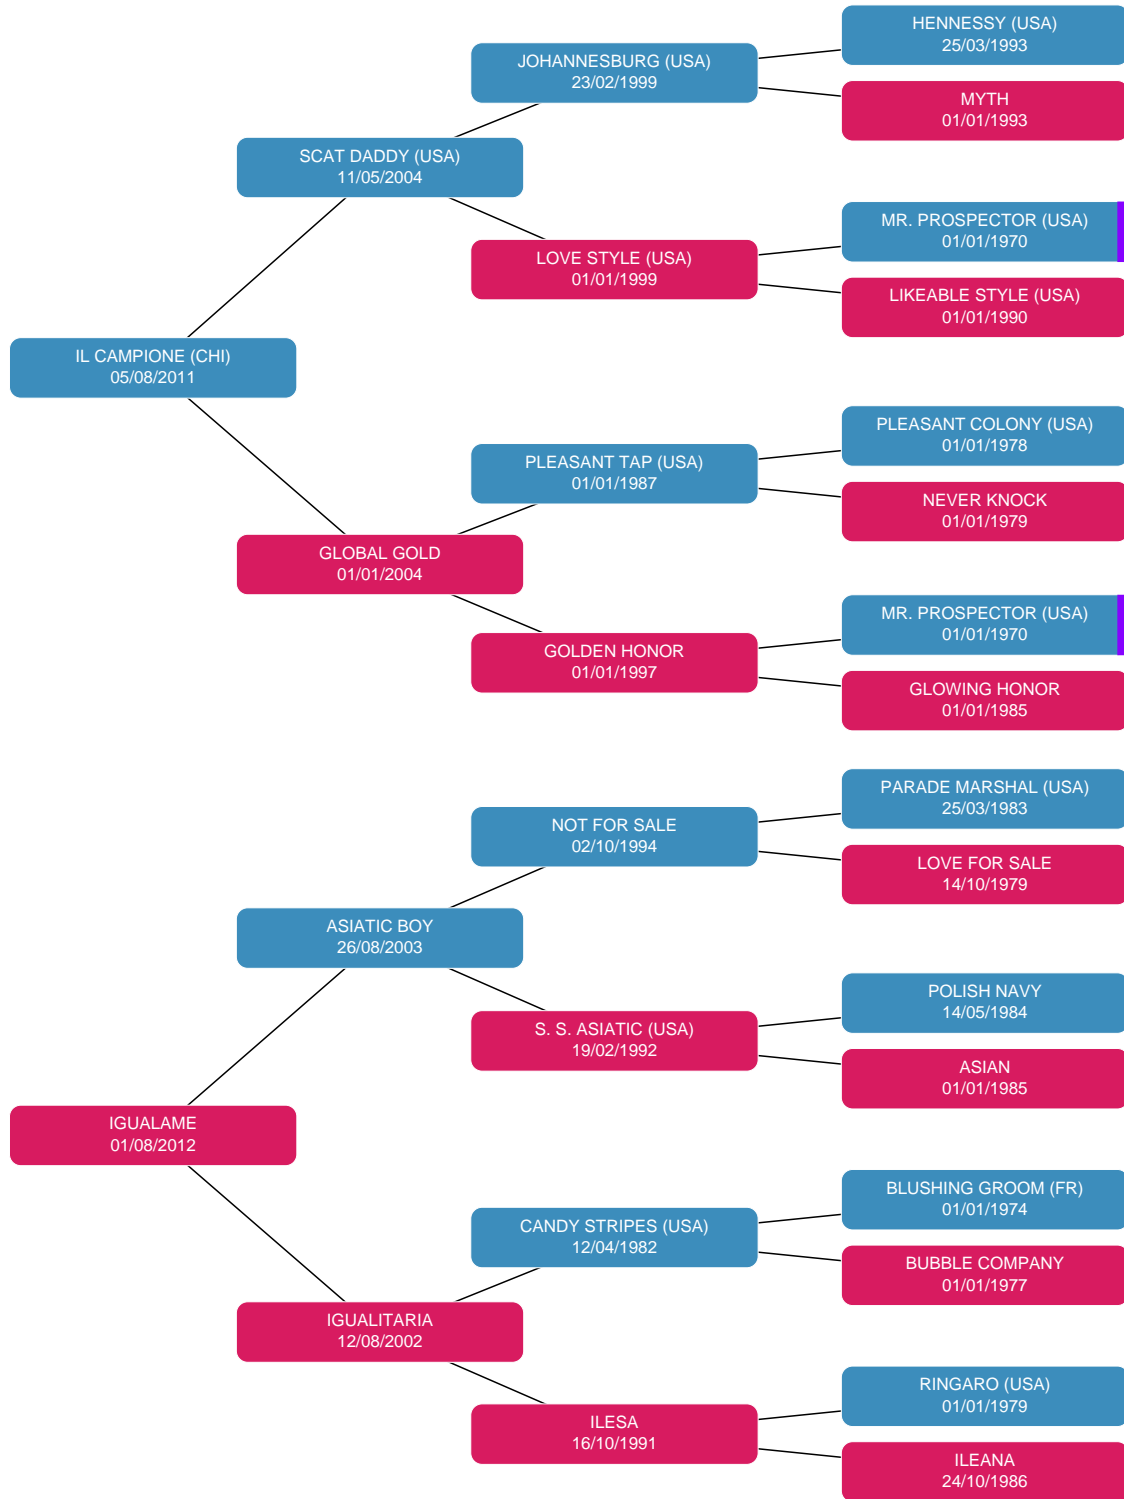 HENNESSY (USA)
25/03/1993
JOHANNESBURG (USA)
23/02/1999
MYTH
01/01/1993
SCAT DADDY (USA)
11/05/2004
MR. PROSPECTOR (USA)
01/01/1970
LOVE STYLE (USA)
01/01/1999
LIKEABLE STYLE (USA)
01/01/1990
IL CAMPIONE (CHI)
05/08/2011
PLEASANT COLONY (USA)
01/01/1978
PLEASANT TAP (USA)
01/01/1987
NEVER KNOCK
01/01/1979
GLOBAL GOLD
01/01/2004
MR. PROSPECTOR (USA)
01/01/1970
GOLDEN HONOR
01/01/1997
GLOWING HONOR
01/01/1985
PARADE MARSHAL (USA)
25/03/1983
NOT FOR SALE
02/10/1994
LOVE FOR SALE
14/10/1979
ASIATIC BOY
26/08/2003
POLISH NAVY
14/05/1984
S. S. ASIATIC (USA)
19/02/1992
ASIAN
01/01/1985
IGUALAME
01/08/2012
BLUSHING GROOM (FR)
01/01/1974
CANDY STRIPES (USA)
12/04/1982
BUBBLE COMPANY
01/01/1977
IGUALITARIA
12/08/2002
RINGARO (USA)
01/01/1979
ILESA
16/10/1991
ILEANA
24/10/1986